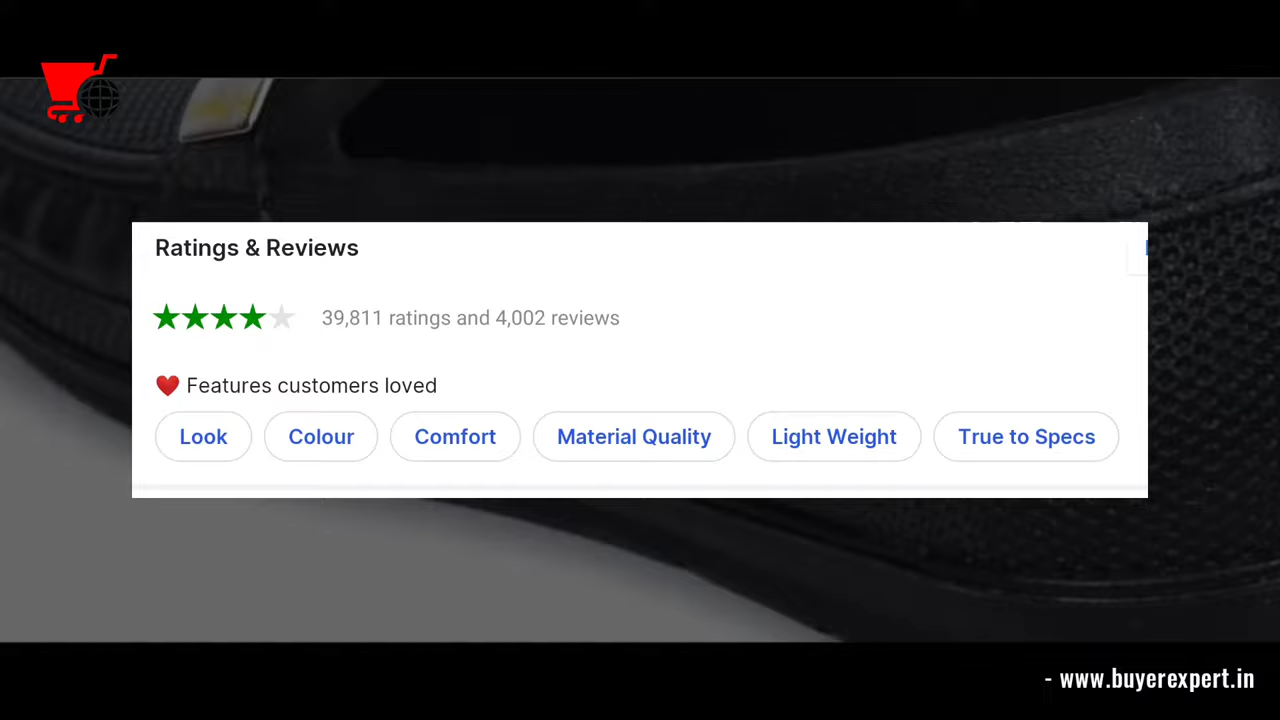 Ratings & Reviews
39,811 ratings and 4,002 reviews
❤️ Features customers loved
Look Colour Comfort Material Quality Light Weight True to Specs
- www.buyerexpert.in